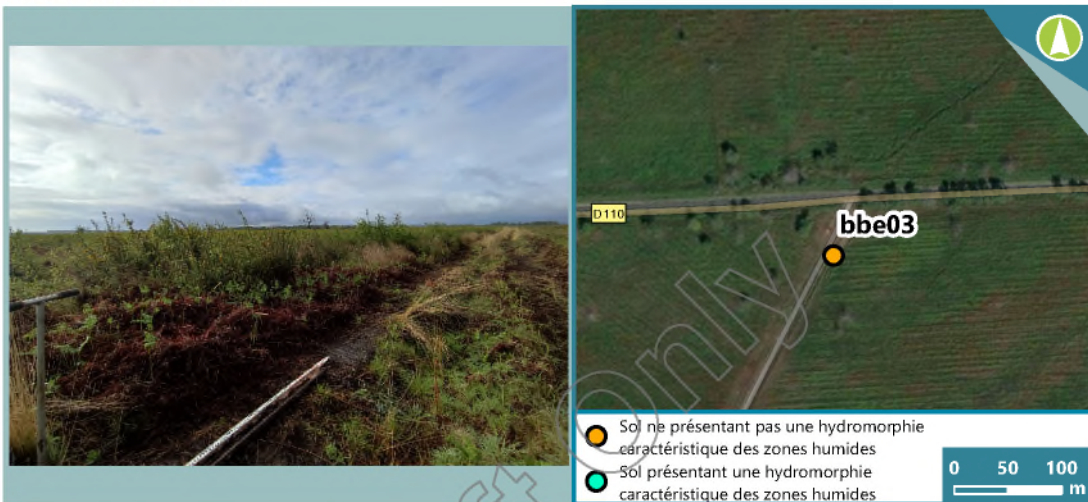 D110
bbe03
Sol ne présentant pas une hydromorphie
caractéristique des zones humides
Sol présentant une hydromorphie
caractéristique des zones humides
0 50 100
m
Only